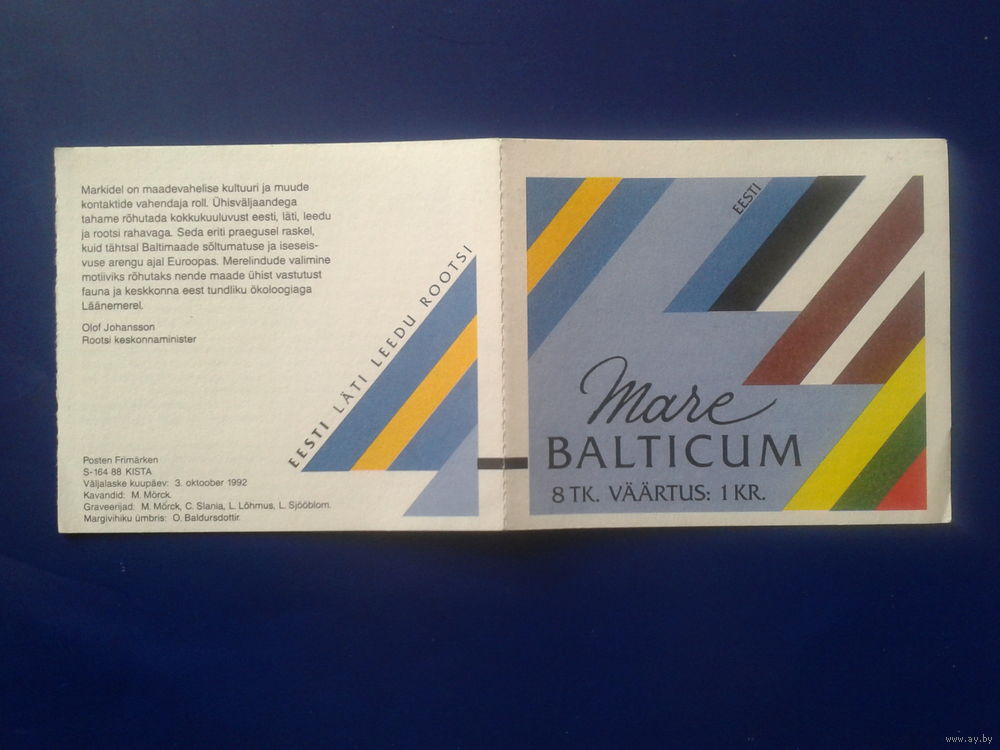 Markidel on maadevahelise kultuuri ja muude
kontaktide vahendaja roll. Ühisväljaandega
tahame rõhutada kokkukuuluvust eesti, läti, leedu
ja rootsi rahavaga. Seda eriti praegusel raskel,
kuid tähtsal Baltimaade sõltumatuse ja iseseis-
vuse arengu ajal Euroopas. Merelindude valimine
motiiviks rõhutaks nende maade ühist vastutust
fauna ja keskkonna eest tundliku ökoloogiaga
Läänemerel.
Olof Johansson
Rootsi keskonnaminister
EESTI LÄTI LEEDU ROOTSI
Posten Frimärken
S-164 88 KISTA
Väljalaske kuupäev: 3. oktoober 1992
Kavandid: M. Mörck.
Graveerijad: M. Mörck, C. Slania, L. Löhmus, L. Sjööblom.
Margivihiku ümbris: O. Baldursdottir.
EESTI
Mare
BALTICUM
8 TK. VÄÄRTUS: 1 KR.
www.ay.by